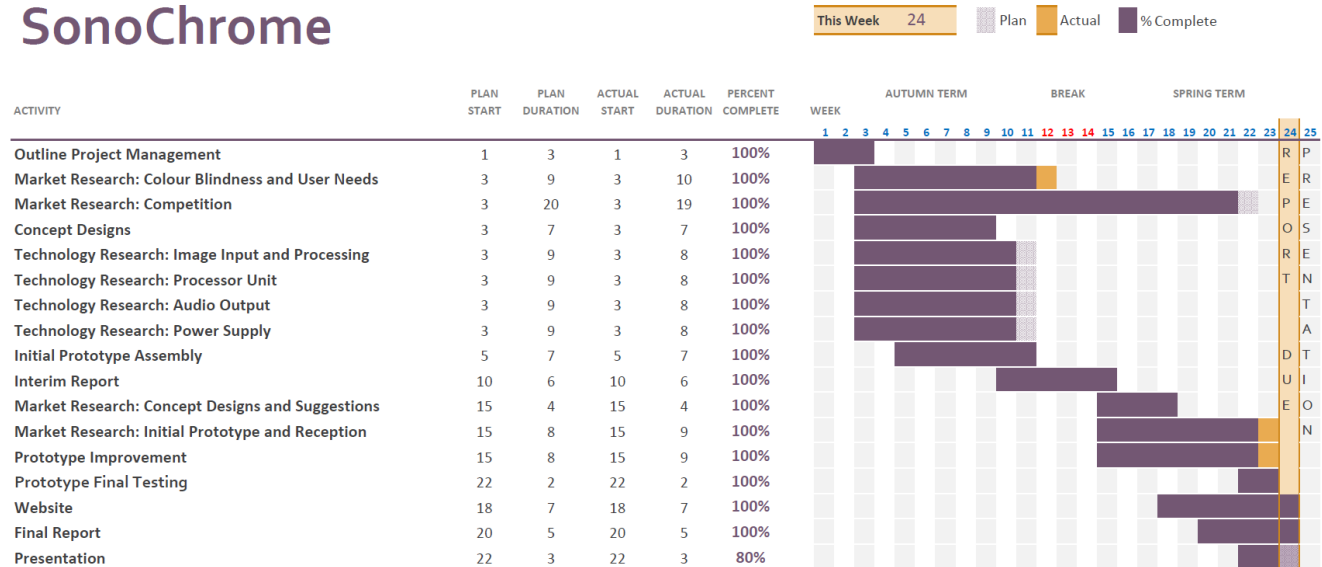 SonoChrome
This Week 24 Plan Actual % Complete
PLAN PLAN ACTUAL ACTUAL PERCENT AUTUMN TERM BREAK SPRING TERM
ACTIVITY START DURATION START DURATION COMPLETE WEEK
1 2 3 4 5 6 7 8 9 10 11 12 13 14 15 16 17 18 19 20 21 22 23 24 25
Outline Project Management 1 3 1 3 100% R P
Market Research: Colour Blindness and User Needs 3 9 3 10 100% E R
Market Research: Competition 3 20 3 19 100% P E
Concept Designs 3 7 3 7 100% O S
Technology Research: Image Input and Processing 3 9 3 8 100% R E
Technology Research: Processor Unit 3 9 3 8 100% T N
Technology Research: Audio Output 3 9 3 8 100% T
Technology Research: Power Supply 3 9 3 8 100% A
Initial Prototype Assembly 5 7 5 7 100% D T
Interim Report 10 6 10 6 100% U I
Market Research: Concept Designs and Suggestions 15 4 15 4 100% E O
Market Research: Initial Prototype and Reception 15 8 15 9 100% N
Prototype Improvement 15 8 15 9 100%
Prototype Final Testing 22 2 22 2 100%
Website 18 7 18 7 100%
Final Report 20 5 20 5 100%
Presentation 22 3 22 3 80%